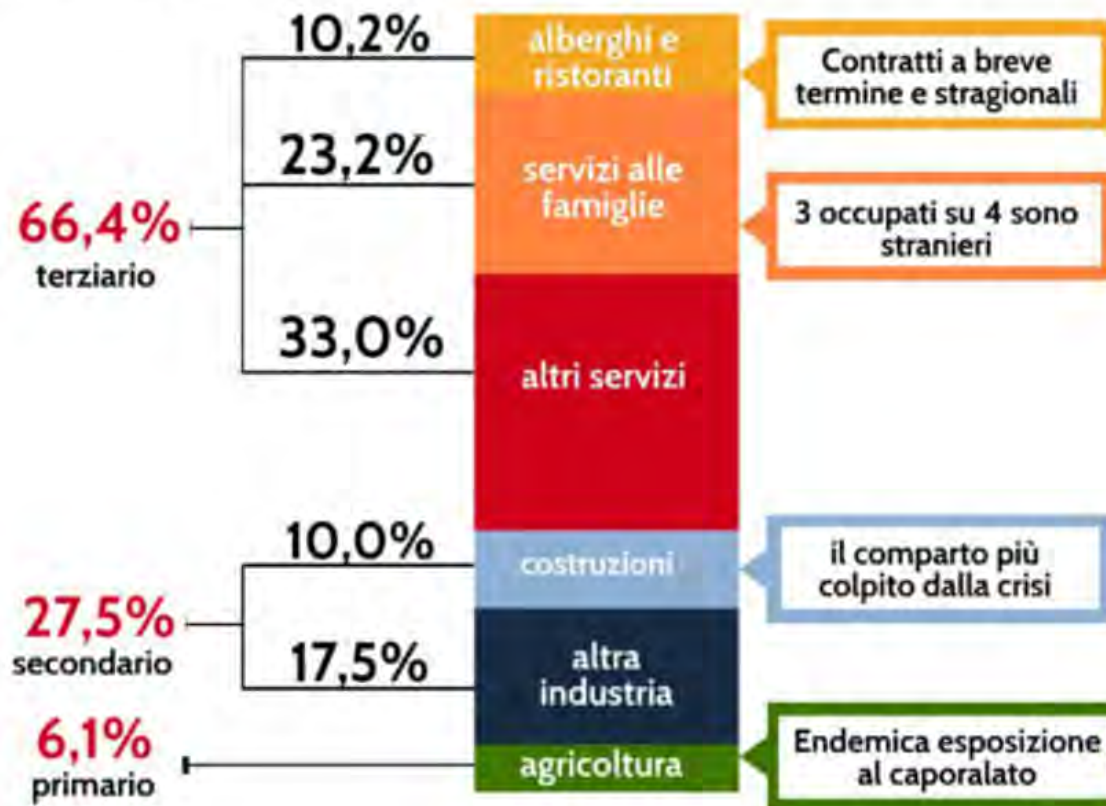 10,2%
alberghi e
ristoranti
Contratti a breve
termine e stragionali
23,2%
servizi alle
famiglie
3 occupati su 4 sono
stranieri
66,4%
terziario
33,0%
altri servizi
10,0%
costruzioni
il comparto più
colpito dalla crisi
27,5%
secondario
17,5%
altra
industria
6,1%
primario
agricoltura
Endemica esposizione
al caporalato